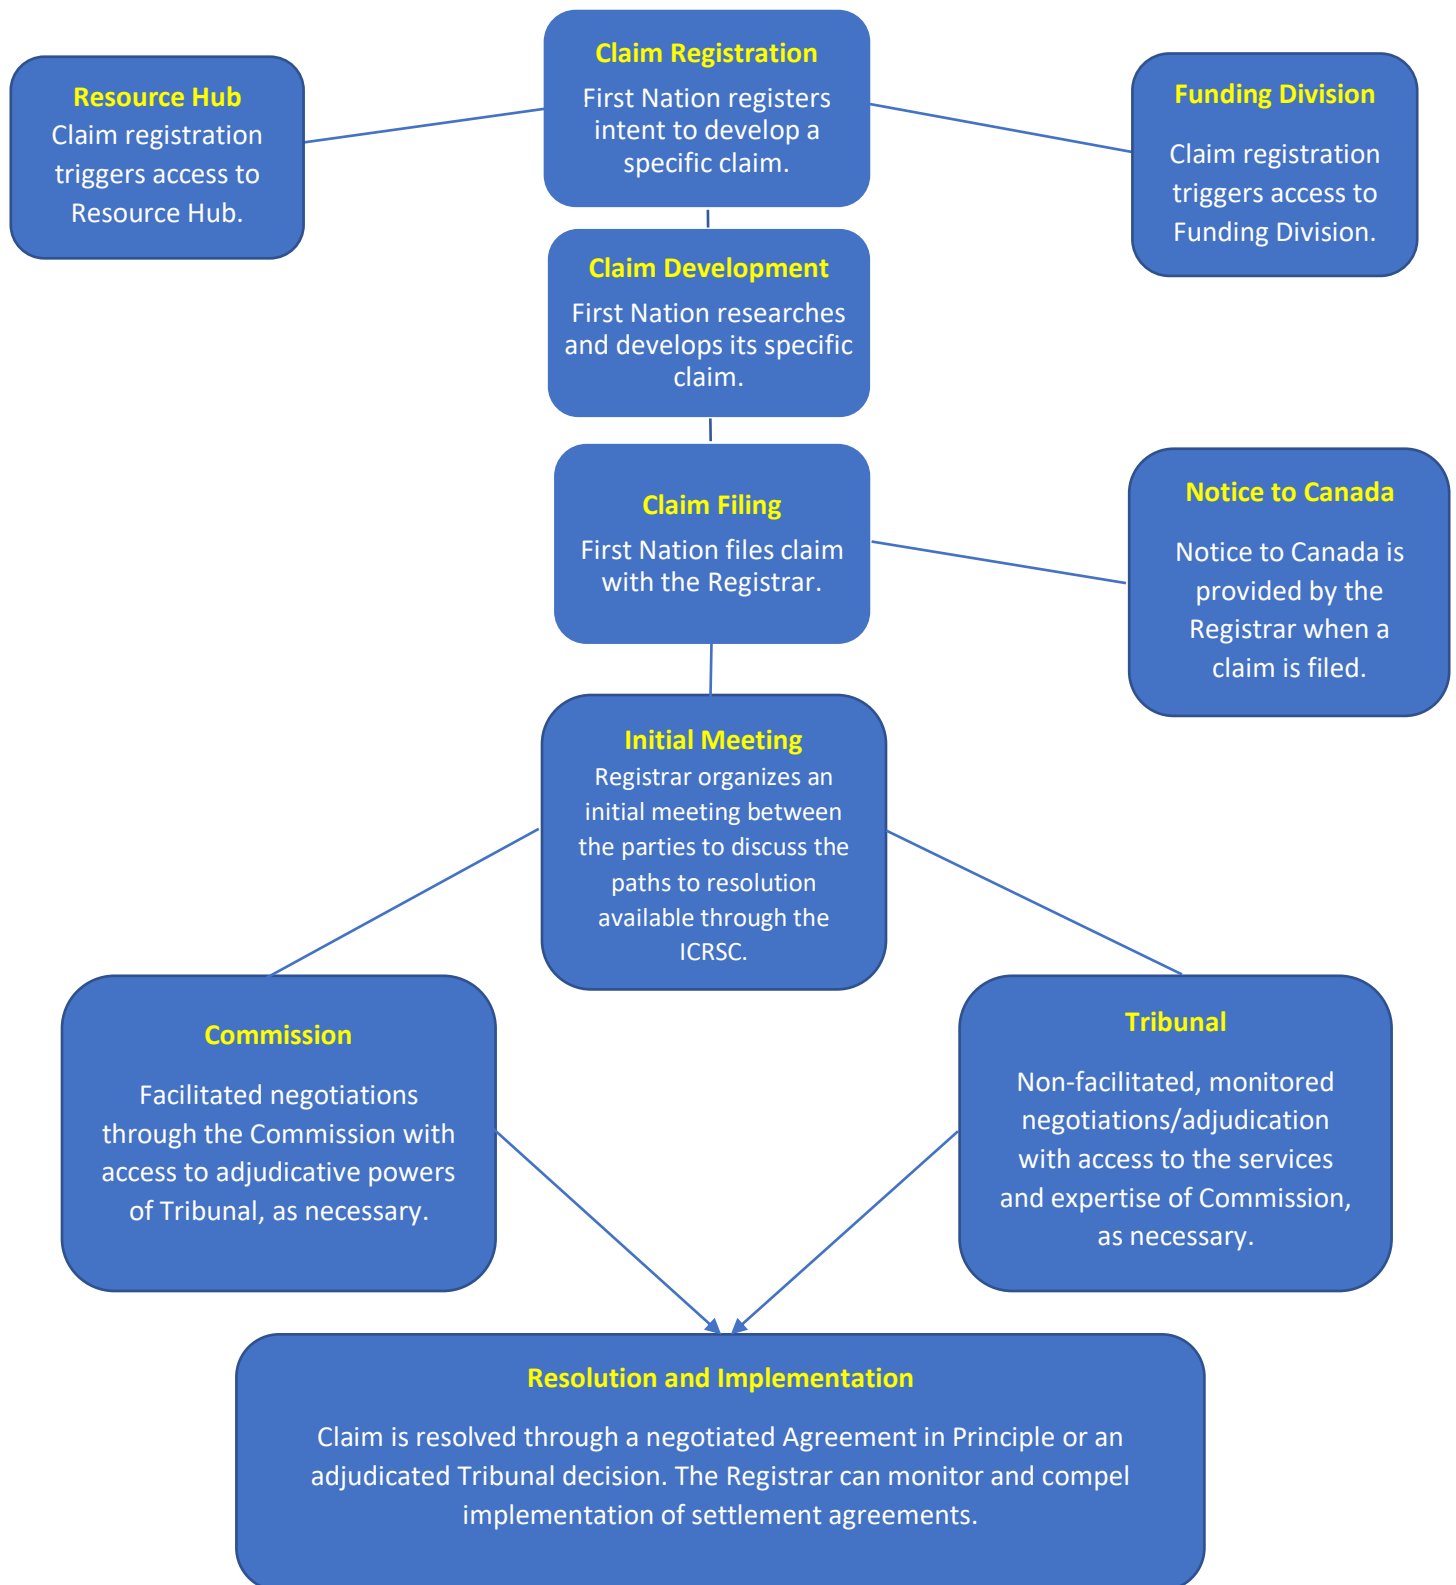 Claim Registration
First Nation registers
intent to develop a
specific claim.
Resource Hub
Claim registration
triggers access to
Resource Hub.
Funding Division
Claim registration
triggers access to
Funding Division.
Claim Development
First Nation researches
and develops its specific
claim.
Claim Filing
First Nation files claim
with the Registrar.
Notice to Canada
Notice to Canada is
provided by the
Registrar when a
claim is filed.
Initial Meeting
Registrar organizes an
initial meeting between
the parties to discuss the
paths to resolution
available through the
ICRSC.
Commission
Facilitated negotiations
through the Commission with
access to adjudicative powers
of Tribunal, as necessary.
Tribunal
Non-facilitated, monitored
negotiations/adjudication
with access to the services
and expertise of Commission,
as necessary.
Resolution and Implementation
Claim is resolved through a negotiated Agreement in Principle or an
adjudicated Tribunal decision. The Registrar can monitor and compel
implementation of settlement agreements.